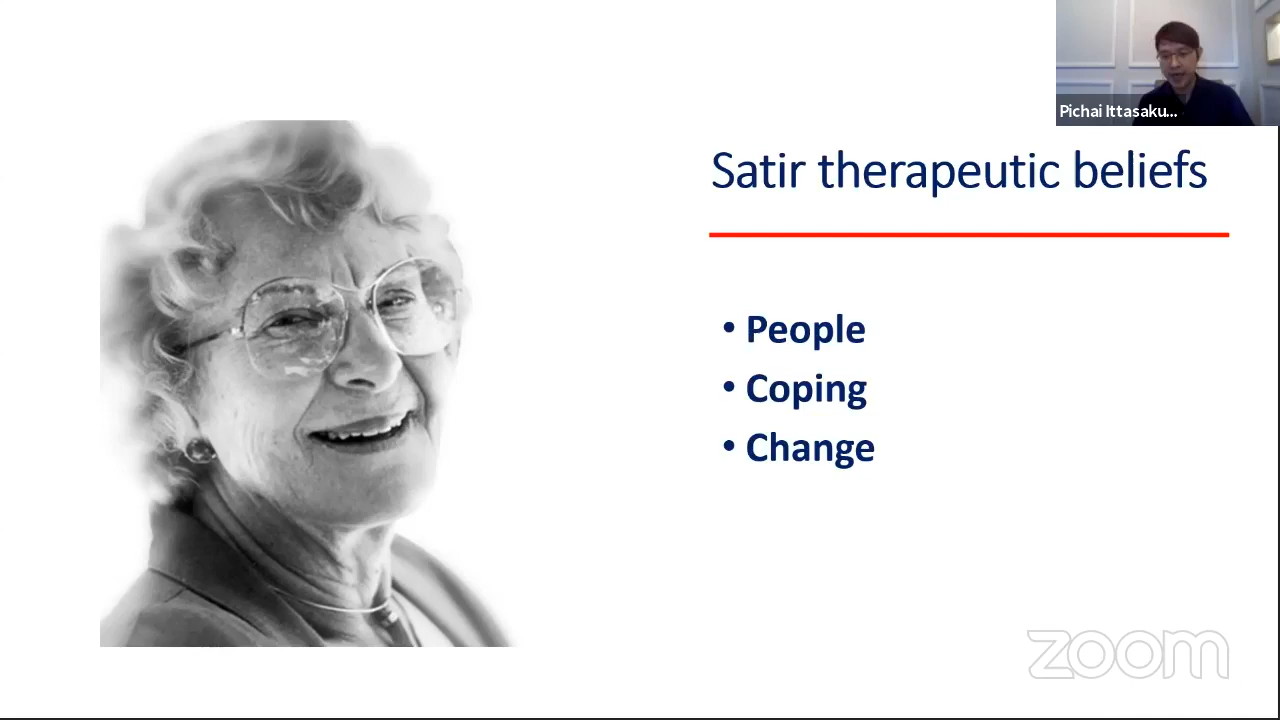 Pichai Ittasaku...
Satir therapeutic beliefs
• People
• Coping
• Change
zoom